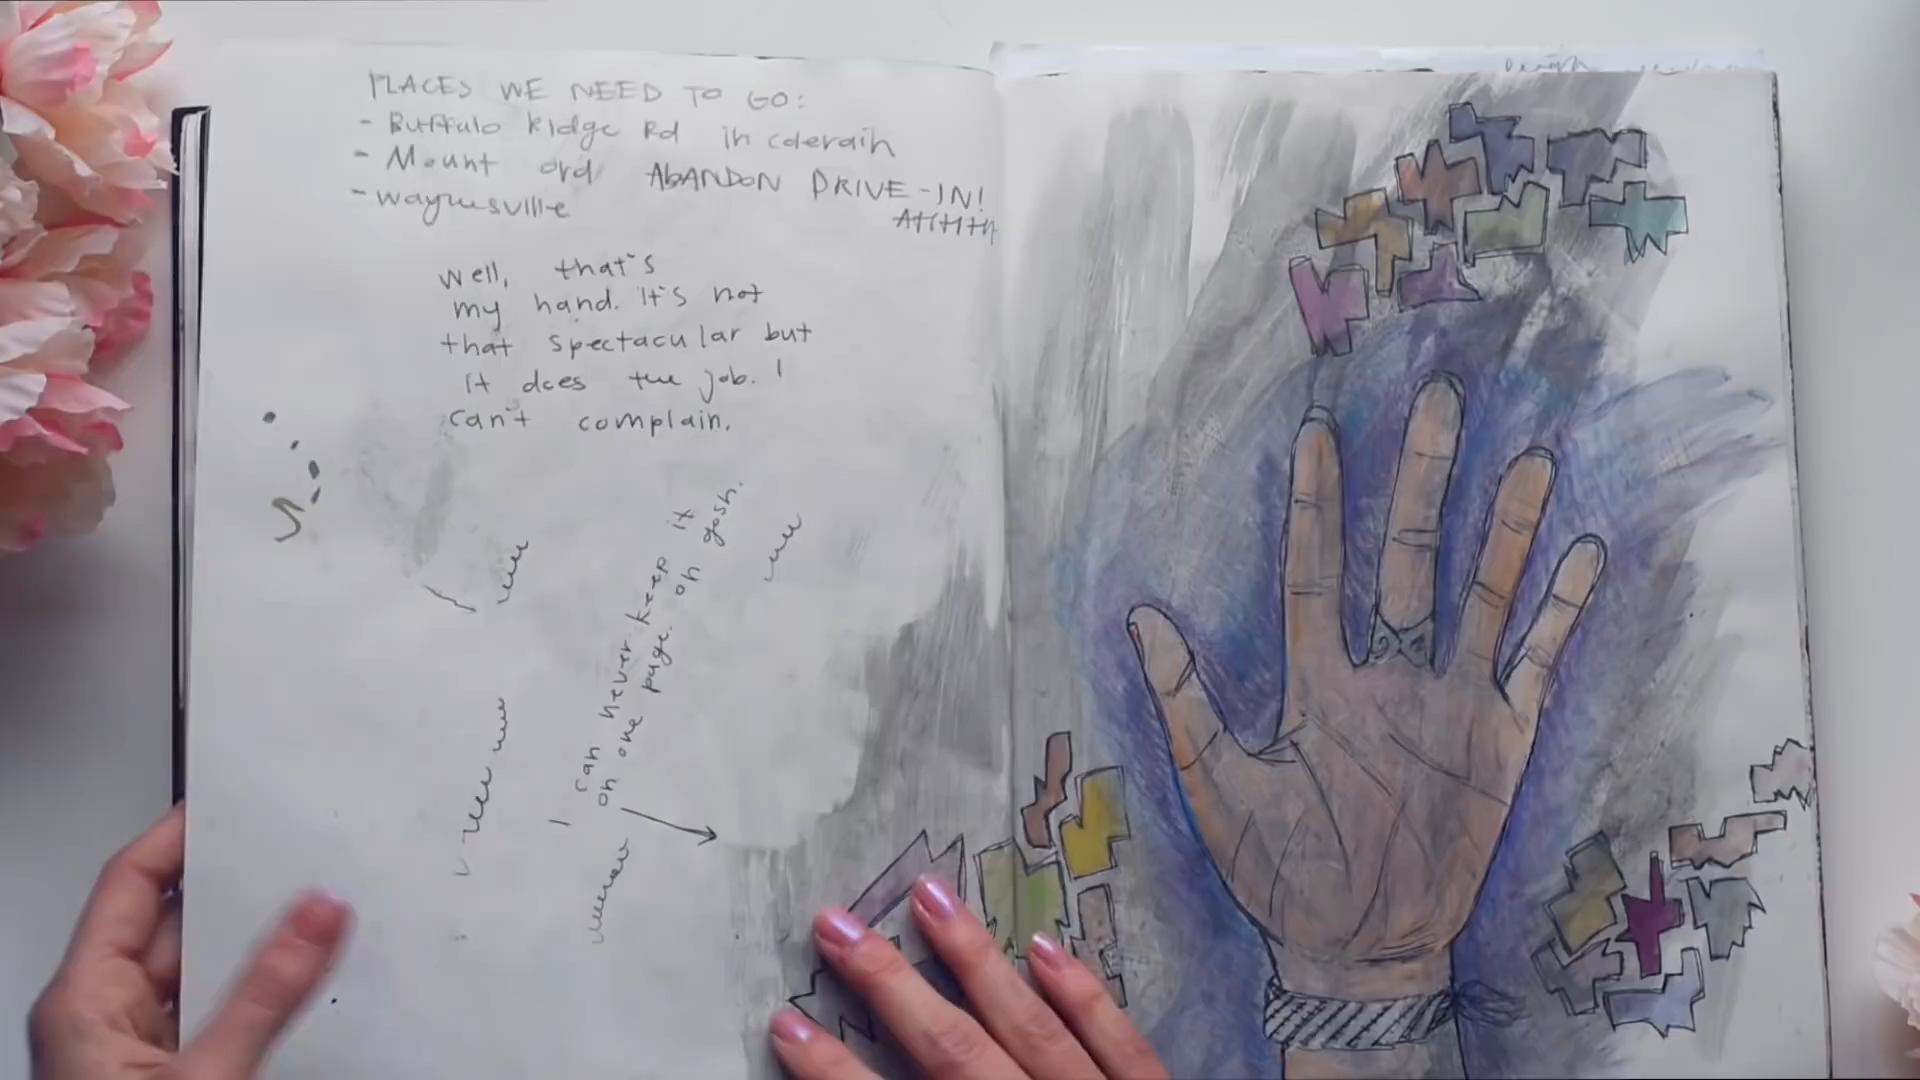 PLACES WE NEED TO GO:
- Buffalo Ridge Rd in colerain
- Mount ord ABANDON DRIVE-IN!
AHHHH
- waynesville
well, that's
my hand. It's not
that spectacular but
it does the job. I
can't complain.
I can never keep it
on one page. oh gosh.